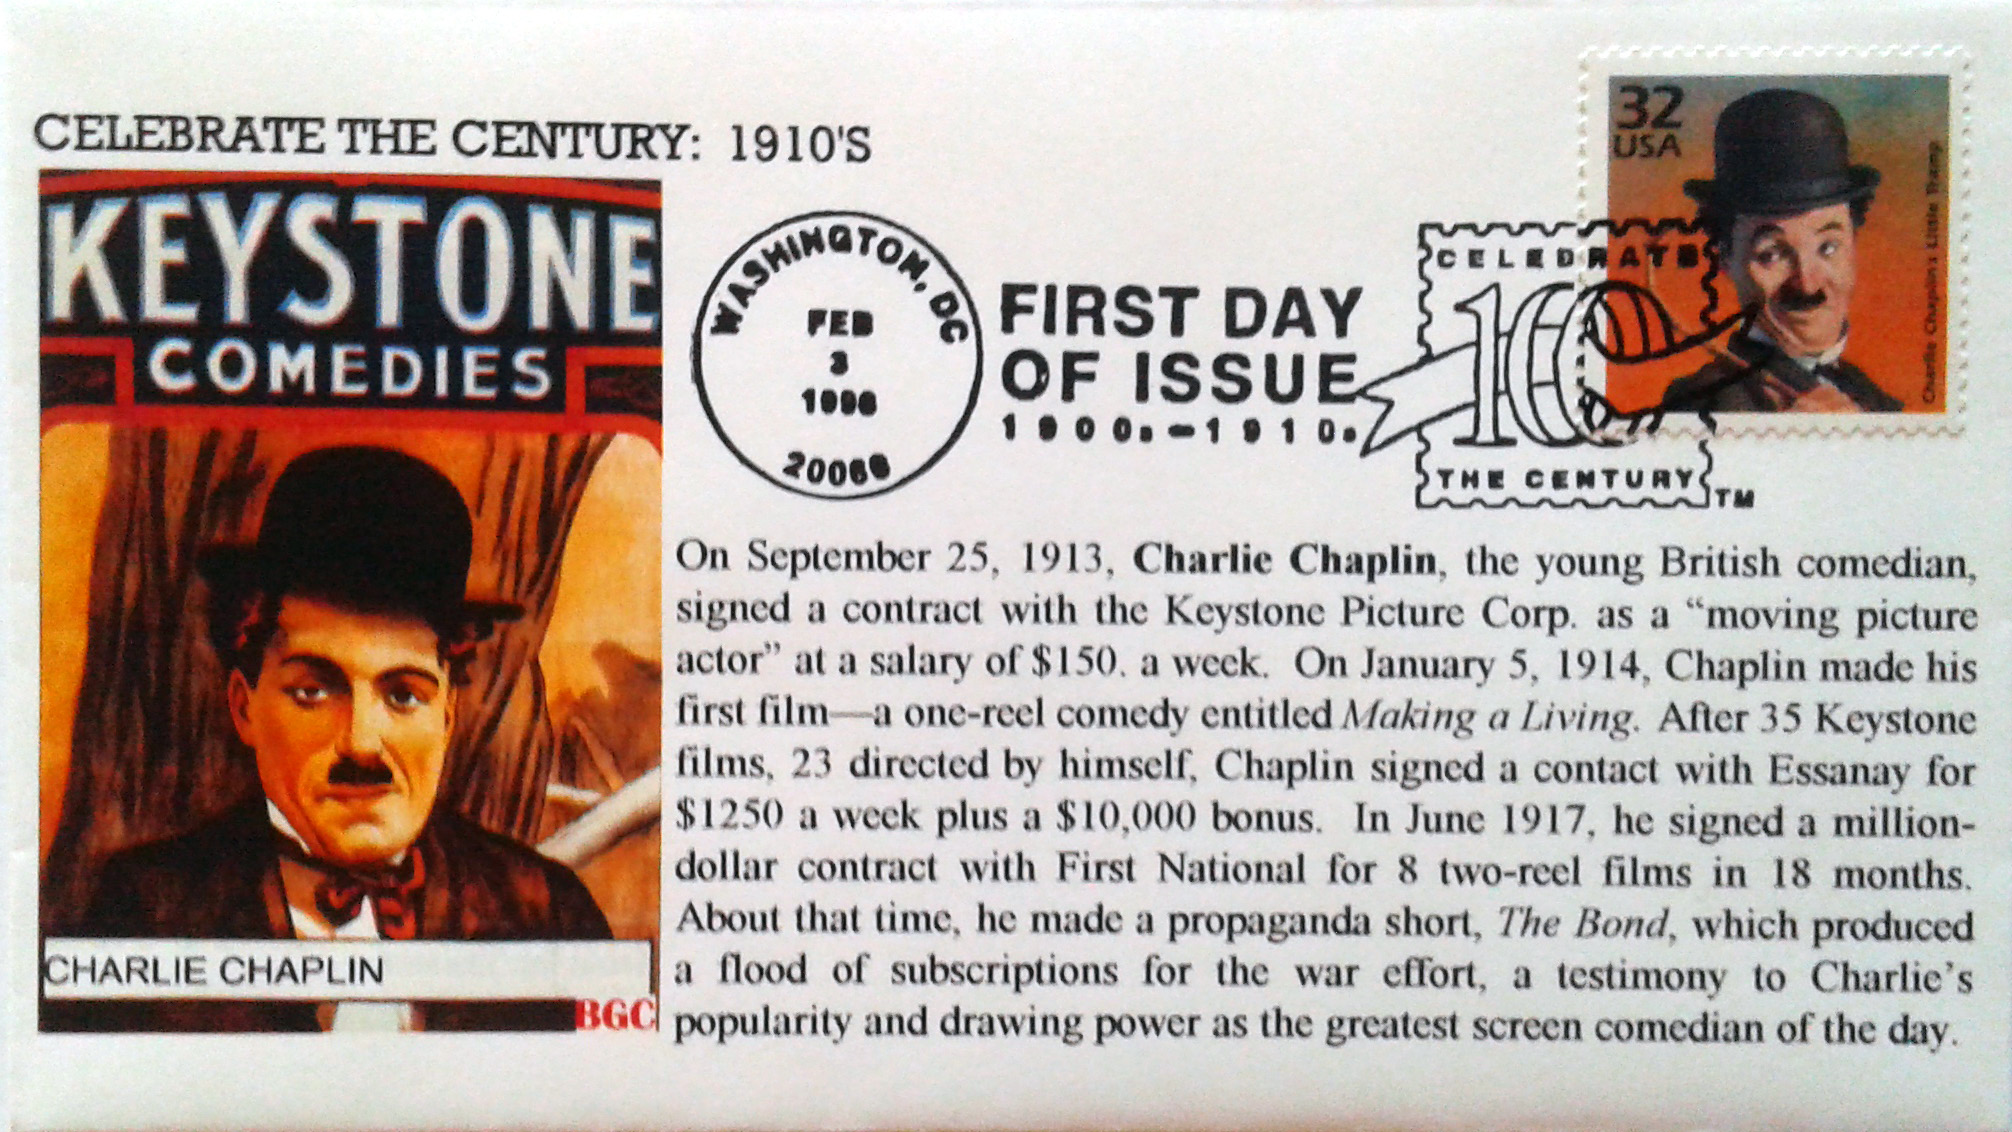 CELEBRATE THE CENTURY: 1910'S
KEYSTONE
COMEDIES
CHARLIE CHAPLIN
BGC
WASHINGTON, DC
FEB
3
1998
20066
FIRST DAY
OF ISSUE
1900s-1910s
CELEBRATE
100
THE CENTURY
TM
32
USA
Charlie Chaplin's Little Tramp
On September 25, 1913, Charlie Chaplin, the young British comedian,
signed a contract with the Keystone Picture Corp. as a “moving picture
actor” at a salary of $150. a week. On January 5, 1914, Chaplin made his
first film—a one-reel comedy entitled Making a Living. After 35 Keystone
films, 23 directed by himself, Chaplin signed a contact with Essanay for
$1250 a week plus a $10,000 bonus. In June 1917, he signed a million-
dollar contract with First National for 8 two-reel films in 18 months.
About that time, he made a propaganda short, The Bond, which produced
a flood of subscriptions for the war effort, a testimony to Charlie’s
popularity and drawing power as the greatest screen comedian of the day.